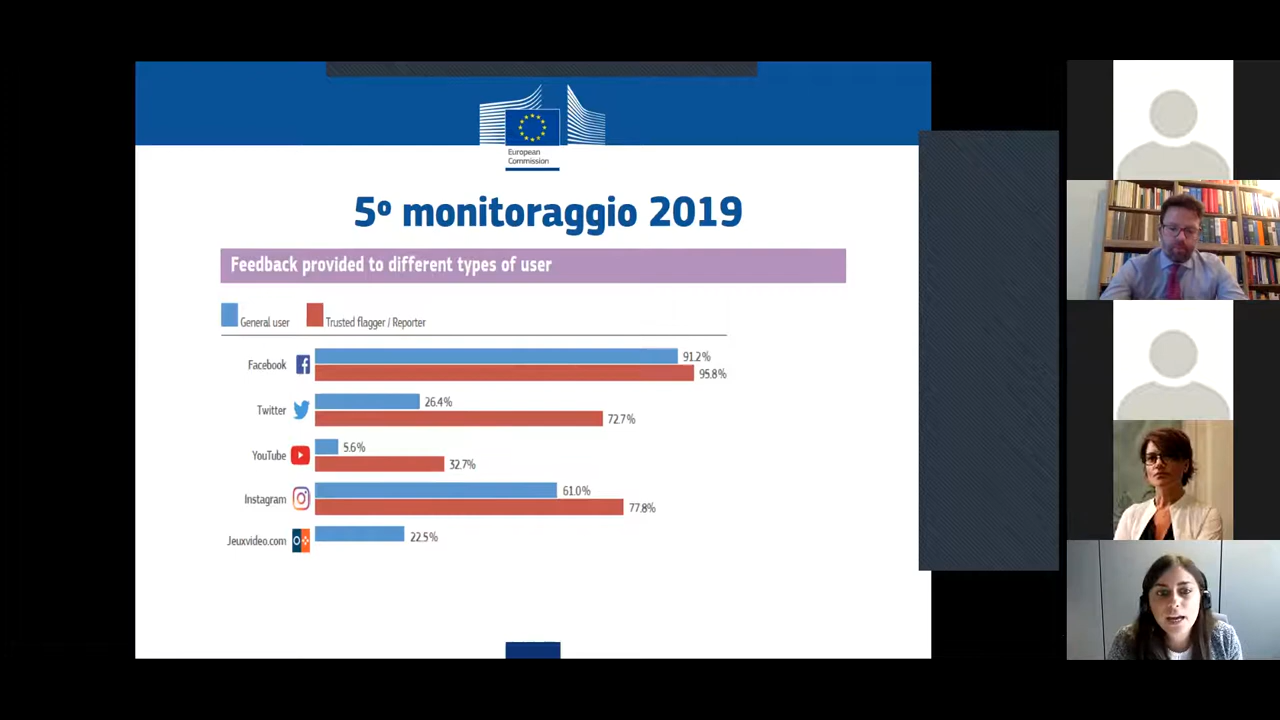 European
Commission
5º monitoraggio 2019
Feedback provided to different types of user
General user
Trusted flagger / Reporter
Facebook
91.2%
95.8%
Twitter
26.4%
72.7%
YouTube
5.6%
32.7%
Instagram
61.0%
77.8%
Jeuxvideo.com
22.5%